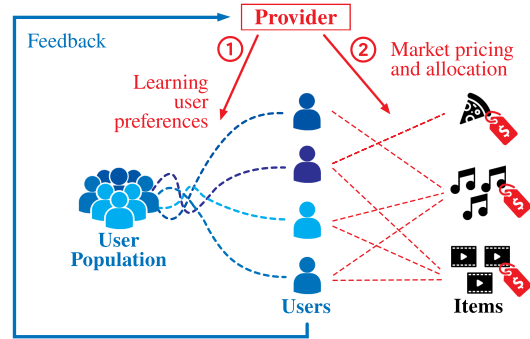 Provider
Feedback
1
2
Market pricing
and allocation
Learning
user
preferences
$
$
$
User
Population
Users
Items